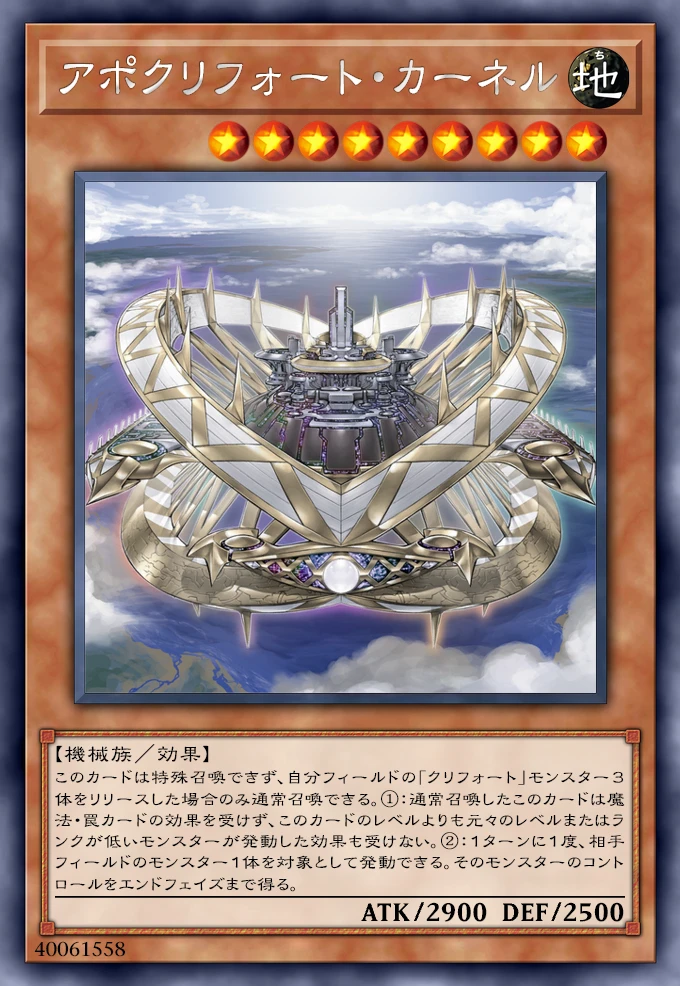 アポクリフォート・カーネル
ち
地
【機械族／効果】
このカードは特殊召喚できず、自分フィールドの「クリフォート」モンスター３
体をリリースした場合のみ通常召喚できる。①：通常召喚したこのカードは魔
法・罠カードの効果を受けず、このカードのレベルよりも元々のレベルまたはラ
ンクが低いモンスターが発動した効果も受けない。②：１ターンに１度、相手
フィールドのモンスター１体を対象として発動できる。そのモンスターのコント
ロールをエンドフェイズまで得る。
ATK/2900 DEF/2500
40061558